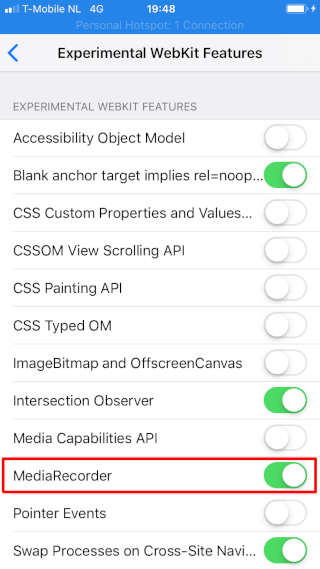 T-Mobile NL 4G 19:48
Personal Hotspot: 1 Connection
Experimental WebKit Features
EXPERIMENTAL WEBKIT FEATURES
Accessibility Object Model
Blank anchor target implies rel=noop...
CSS Custom Properties and Values...
CSSOM View Scrolling API
CSS Painting API
CSS Typed OM
ImageBitmap and OffscreenCanvas
Intersection Observer
Media Capabilities API
MediaRecorder
Pointer Events
Swap Processes on Cross-Site Navi...